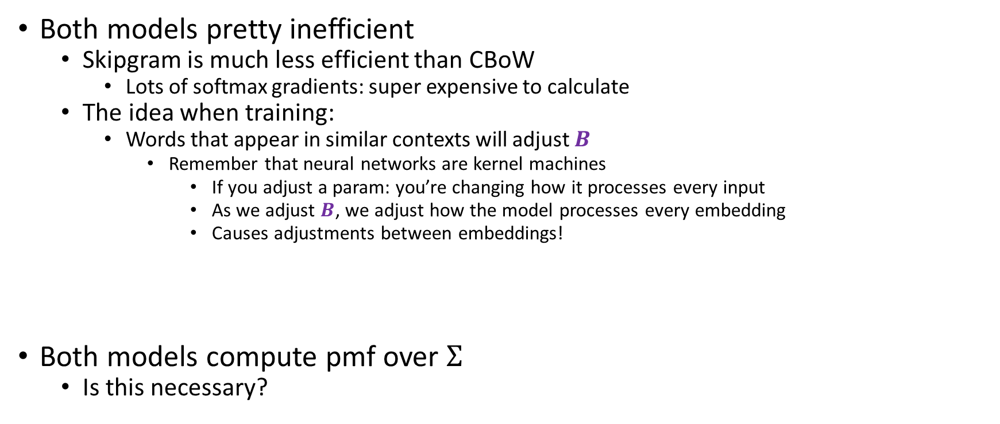 • Both models pretty inefficient
• Skipgram is much less efficient than CBoW
• Lots of softmax gradients: super expensive to calculate
• The idea when training:
• Words that appear in similar contexts will adjust B
• Remember that neural networks are kernel machines
• If you adjust a param: you’re changing how it processes every input
• As we adjust B, we adjust how the model processes every embedding
• Causes adjustments between embeddings!
• Both models compute pmf over Σ
• Is this necessary?